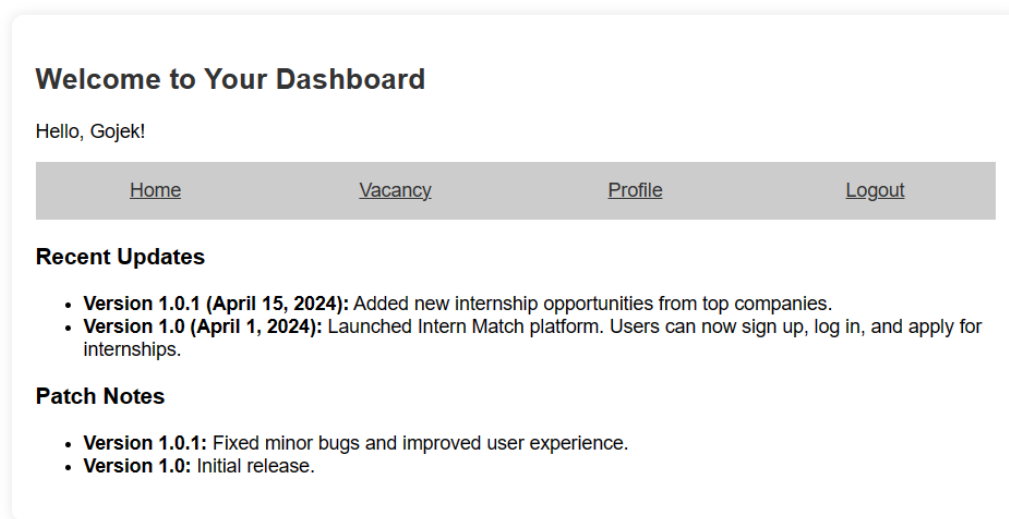 Welcome to Your Dashboard
Hello, Gojek!
Home Vacancy Profile Logout
Recent Updates
• Version 1.0.1 (April 15, 2024): Added new internship opportunities from top companies.
• Version 1.0 (April 1, 2024): Launched Intern Match platform. Users can now sign up, log in, and apply for
internships.
Patch Notes
• Version 1.0.1: Fixed minor bugs and improved user experience.
• Version 1.0: Initial release.